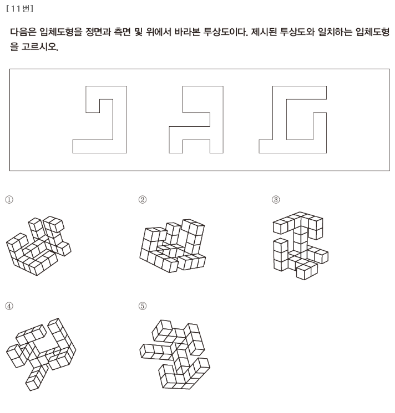 [ 1 1 번 ]
다음은 입체도형을 정면과 측면 및 위에서 바라본 투상도이다. 제시된 투상도와 일치하는 입체도형
을 고르시오.
① ② ③
④ ⑤